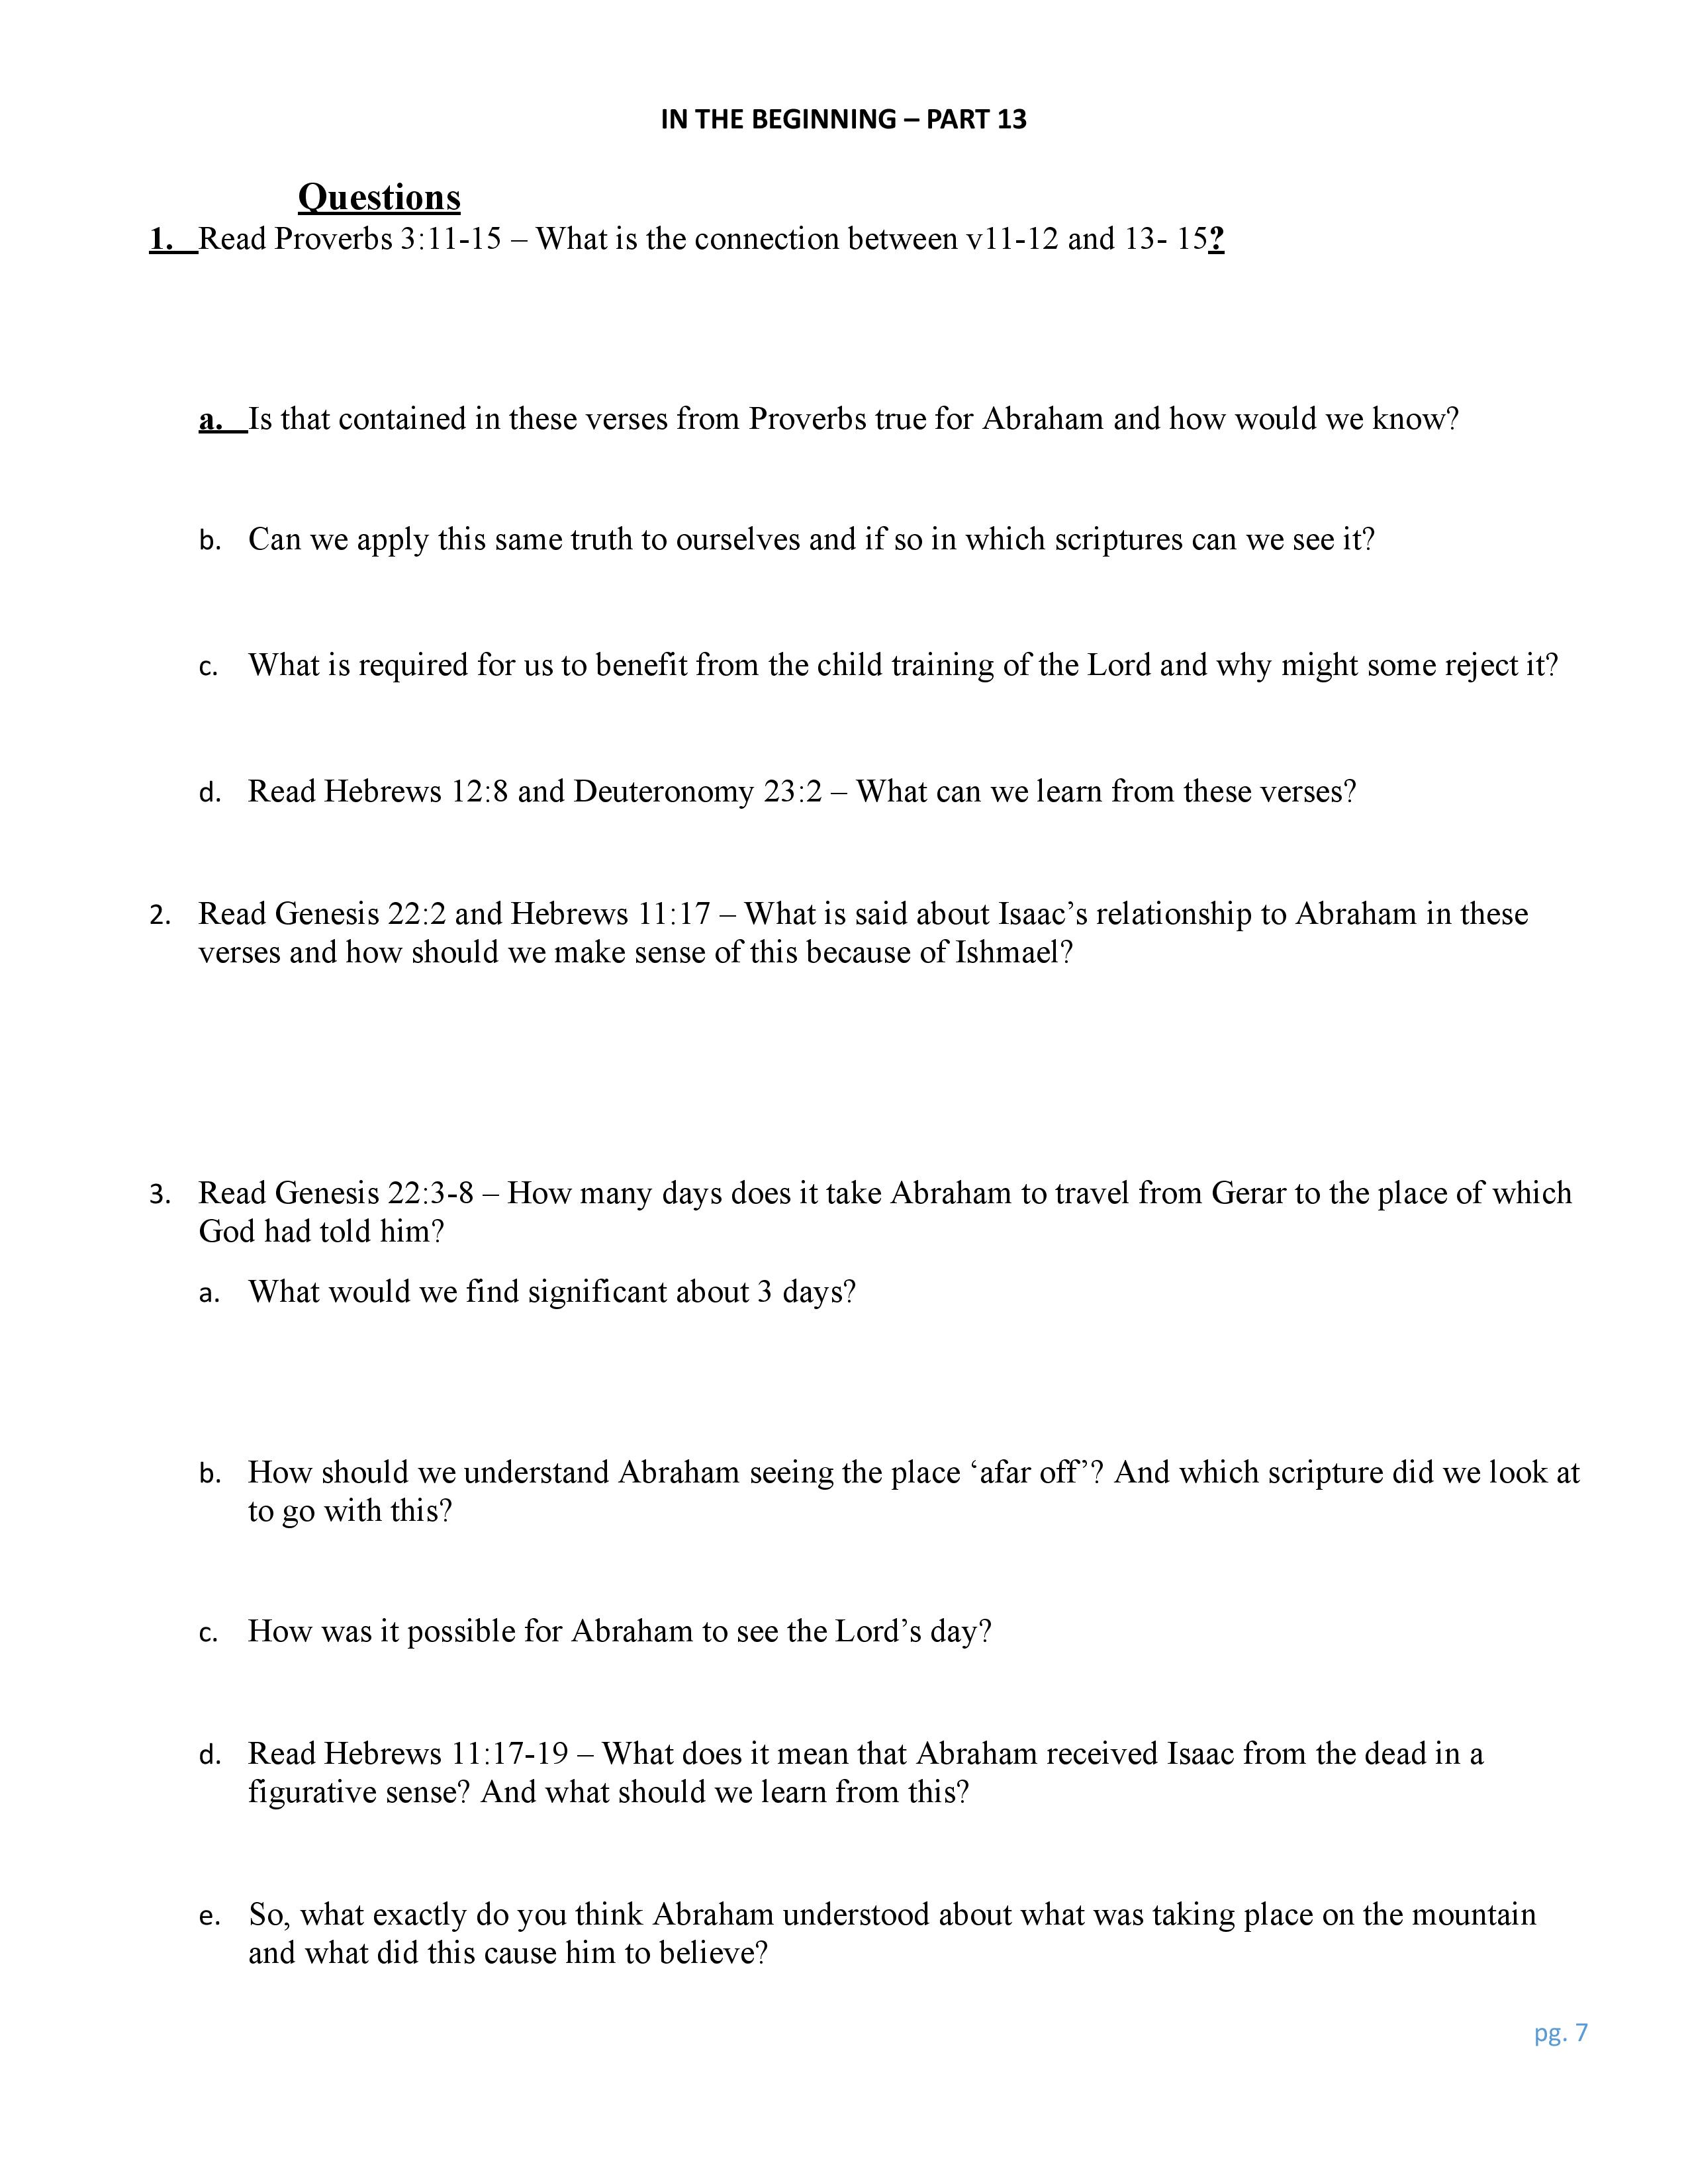 IN THE BEGINNING – PART 13
Questions
1. Read Proverbs 3:11-15 – What is the connection between v11-12 and 13- 15?
a. Is that contained in these verses from Proverbs true for Abraham and how would we know?
b. Can we apply this same truth to ourselves and if so in which scriptures can we see it?
c. What is required for us to benefit from the child training of the Lord and why might some reject it?
d. Read Hebrews 12:8 and Deuteronomy 23:2 – What can we learn from these verses?
2. Read Genesis 22:2 and Hebrews 11:17 – What is said about Isaac’s relationship to Abraham in these
verses and how should we make sense of this because of Ishmael?
3. Read Genesis 22:3-8 – How many days does it take Abraham to travel from Gerar to the place of which
God had told him?
a. What would we find significant about 3 days?
b. How should we understand Abraham seeing the place ‘afar off’? And which scripture did we look at
to go with this?
c. How was it possible for Abraham to see the Lord’s day?
d. Read Hebrews 11:17-19 – What does it mean that Abraham received Isaac from the dead in a
figurative sense? And what should we learn from this?
e. So, what exactly do you think Abraham understood about what was taking place on the mountain
and what did this cause him to believe?
pg. 7